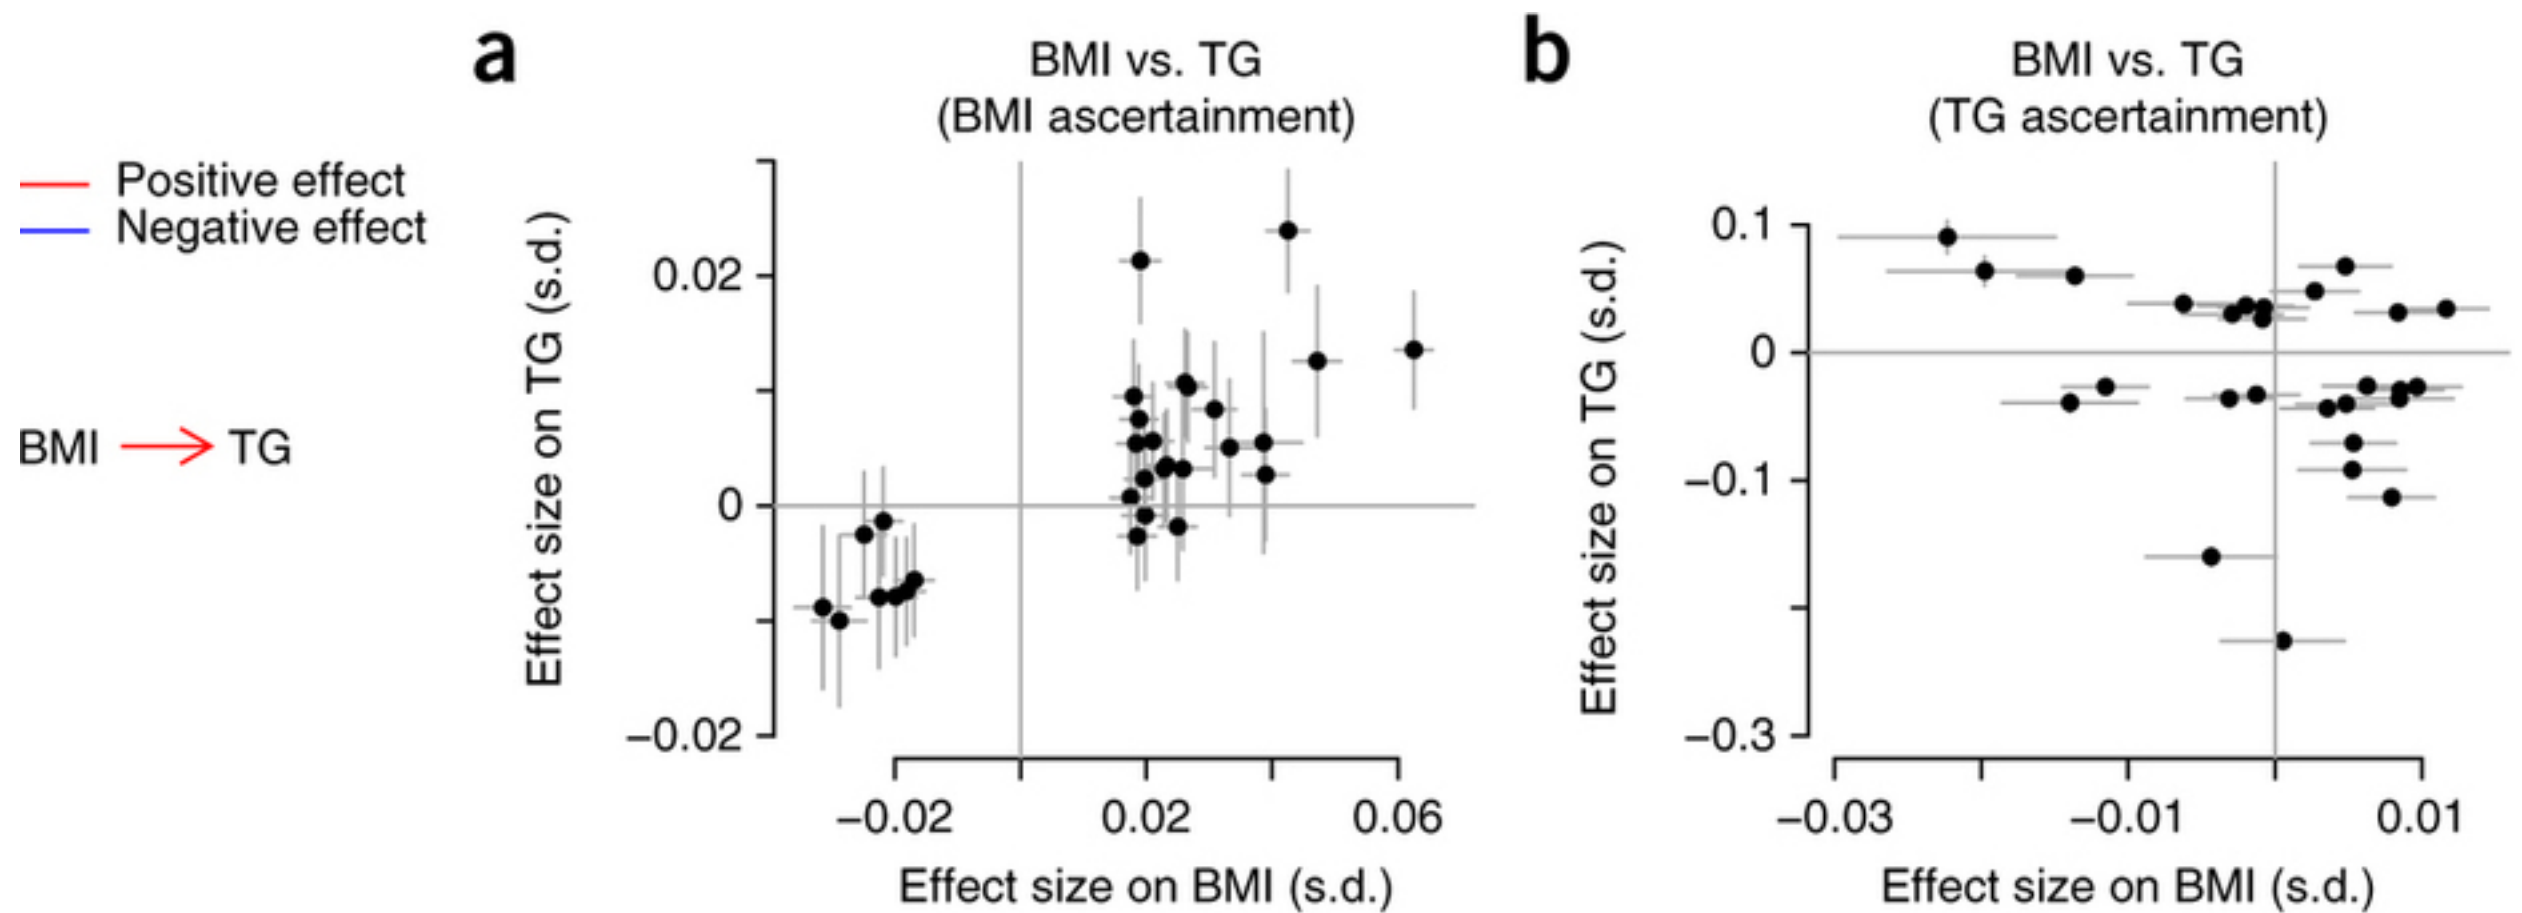 Positive effect
Negative effect
BMI → TG
a
BMI vs. TG
(BMI ascertainment)
Effect size on TG (s.d.)
0.02
0
−0.02
−0.02
0.02
0.06
Effect size on BMI (s.d.)
b
BMI vs. TG
(TG ascertainment)
Effect size on TG (s.d.)
0.1
0
−0.1
−0.3
−0.03
−0.01
0.01
Effect size on BMI (s.d.)